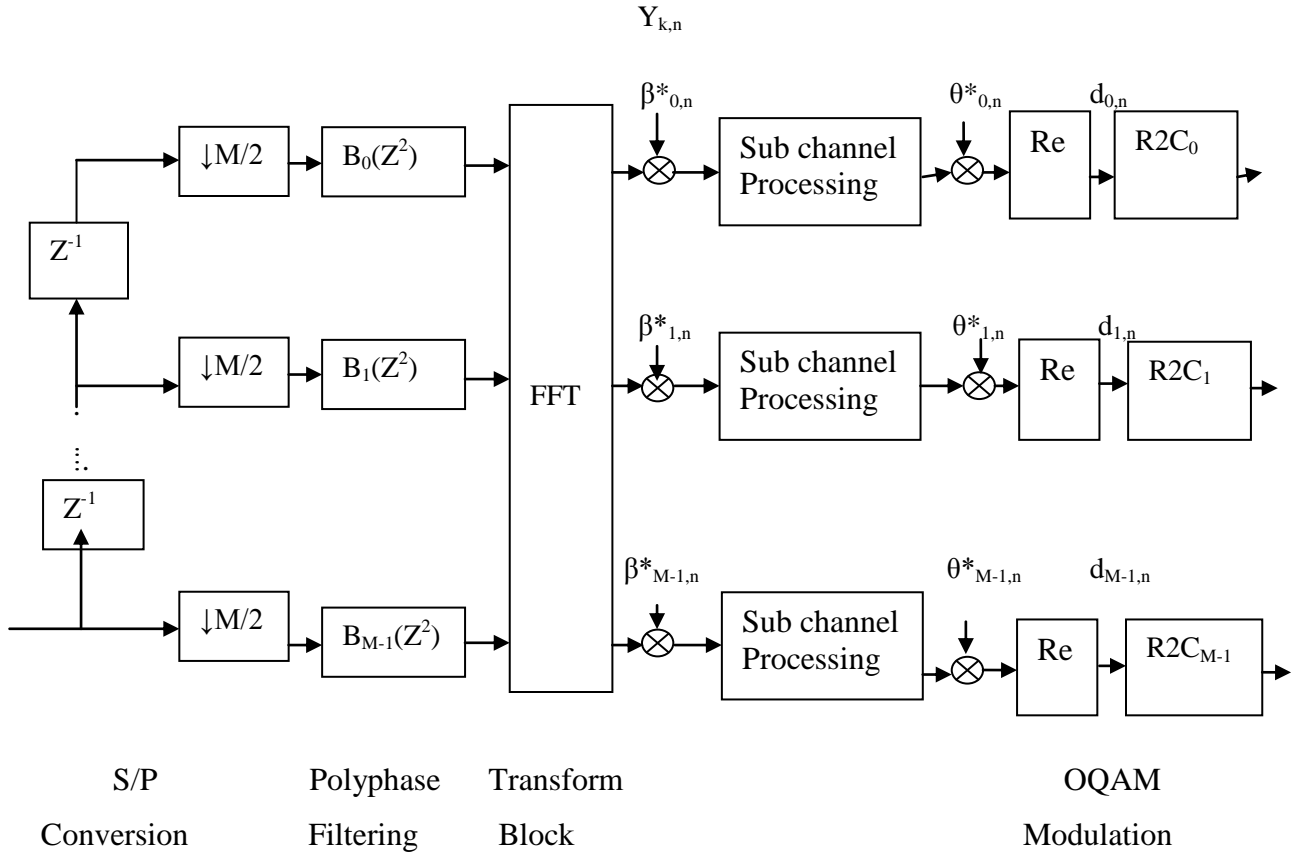 Y_{k,n}
β*_{0,n} θ*_{0,n} d_{0,n}
↓M/2 B_0(Z^2) Sub channel Processing Re R2C_0
Z^{-1}
β*_{1,n} θ*_{1,n} d_{1,n}
↓M/2 B_1(Z^2) FFT Sub channel Processing Re R2C_1
Z^{-1}
β*_{M-1,n} θ*_{M-1,n} d_{M-1,n}
↓M/2 B_{M-1}(Z^2) Sub channel Processing Re R2C_{M-1}
S/P Polyphase Transform OQAM
Conversion Filtering Block Modulation